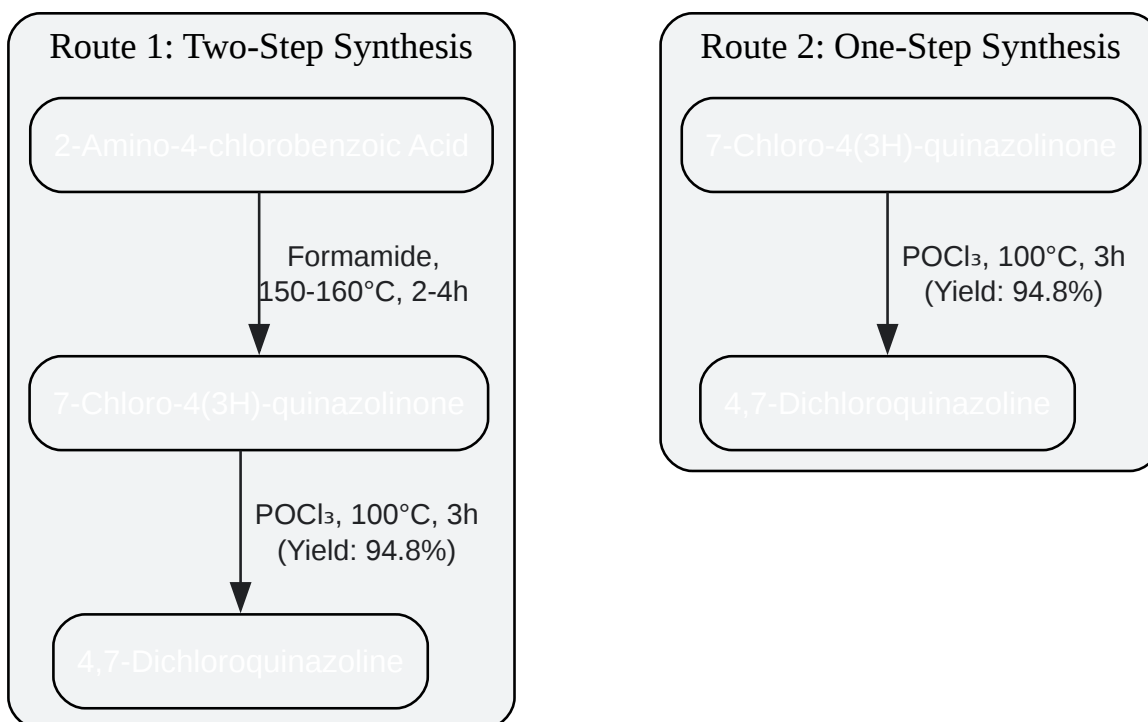 Route 1: Two-Step Synthesis
2-Amino-4-chlorobenzoic Acid
Formamide,
150-160°C, 2-4h
7-Chloro-4(3H)-quinazolinone
POCl₃, 100°C, 3h
(Yield: 94.8%)
4,7-Dichloroquinazoline
Route 2: One-Step Synthesis
7-Chloro-4(3H)-quinazolinone
POCl₃, 100°C, 3h
(Yield: 94.8%)
4,7-Dichloroquinazoline